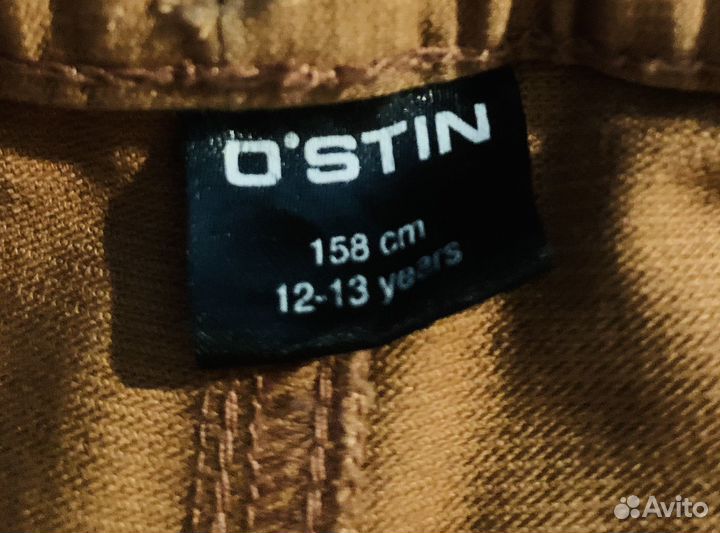 O'STIN
158 cm
12-13 years
Avito